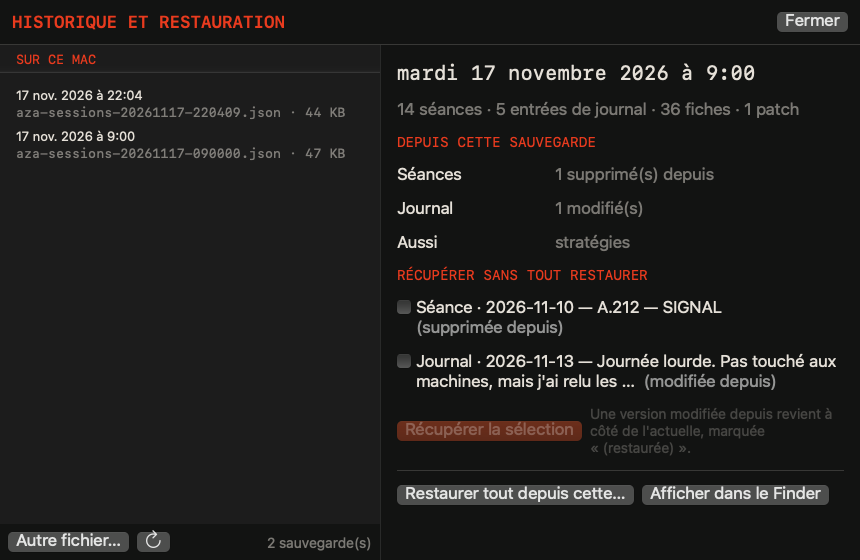 HISTORIQUE ET RESTAURATION
Fermer
SUR CE MAC
17 nov. 2026 à 22:04
aza-sessions-20261117-220409.json · 44 KB
17 nov. 2026 à 9:00
aza-sessions-20261117-090000.json · 47 KB
Autre fichier...
2 sauvegarde(s)
mardi 17 novembre 2026 à 9:00
14 séances · 5 entrées de journal · 36 fiches · 1 patch
DEPUIS CETTE SAUVEGARDE
Séances 1 supprimé(s) depuis
Journal 1 modifié(s)
Aussi stratégies
RÉCUPÉRER SANS TOUT RESTAURER
Séance · 2026-11-10 — A.212 — SIGNAL
(supprimée depuis)
Journal · 2026-11-13 — Journée lourde. Pas touché aux
machines, mais j'ai relu les ... (modifiée depuis)
Récupérer la sélection
Une version modifiée depuis revient à
côté de l'actuelle, marquée
« (restaurée) ».
Restaurer tout depuis cette...
Afficher dans le Finder